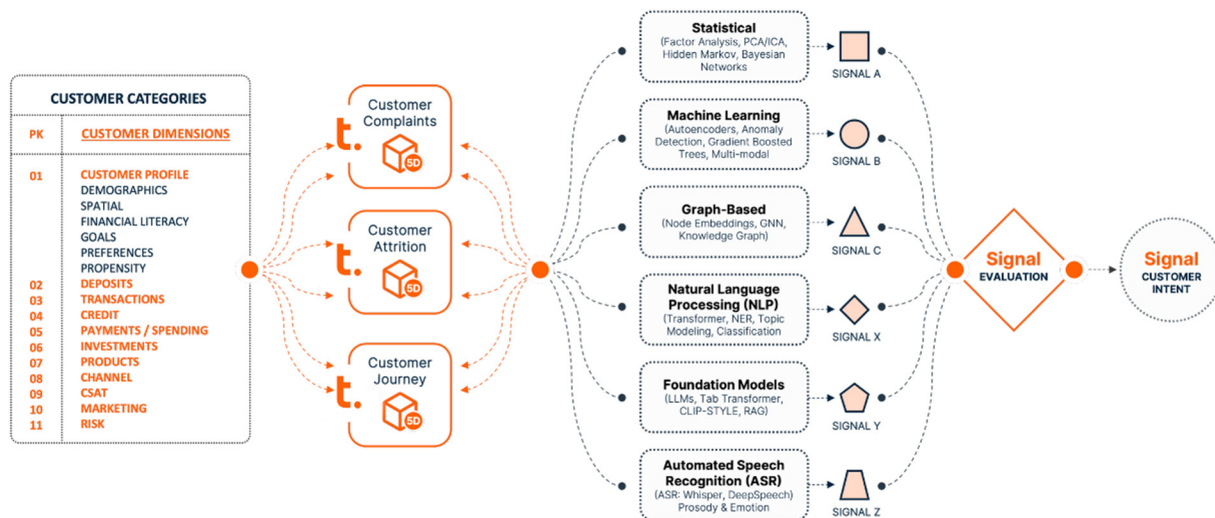 CUSTOMER CATEGORIES
PK CUSTOMER DIMENSIONS
01 CUSTOMER PROFILE
DEMOGRAPHICS
SPATIAL
FINANCIAL LITERACY
GOALS
PREFERENCES
PROPENSITY
02 DEPOSITS
03 TRANSACTIONS
04 CREDIT
05 PAYMENTS / SPENDING
06 INVESTMENTS
07 PRODUCTS
08 CHANNEL
09 CSAT
10 MARKETING
11 RISK
t.
Customer
Complaints
5D
t.
Customer
Attrition
5D
t.
Customer
Journey
5D
Statistical
(Factor Analysis, PCA/ICA,
Hidden Markov, Bayesian
Networks
SIGNAL A
Machine Learning
(Autoencoders, Anomaly
Detection, Gradient Boosted
Trees, Multi-modal
SIGNAL B
Graph-Based
(Node Embeddings, GNN,
Knowledge Graph)
SIGNAL C
Natural Language
Processing (NLP)
(Transformer, NER, Topic
Modeling, Classification
SIGNAL X
Foundation Models
(LLMs, Tab Transformer,
CLIP-STYLE, RAG)
SIGNAL Y
Automated Speech
Recognition (ASR)
(ASR: Whisper, DeepSpeech)
Prosody & Emotion
SIGNAL Z
Signal
EVALUATION
Signal
CUSTOMER
INTENT